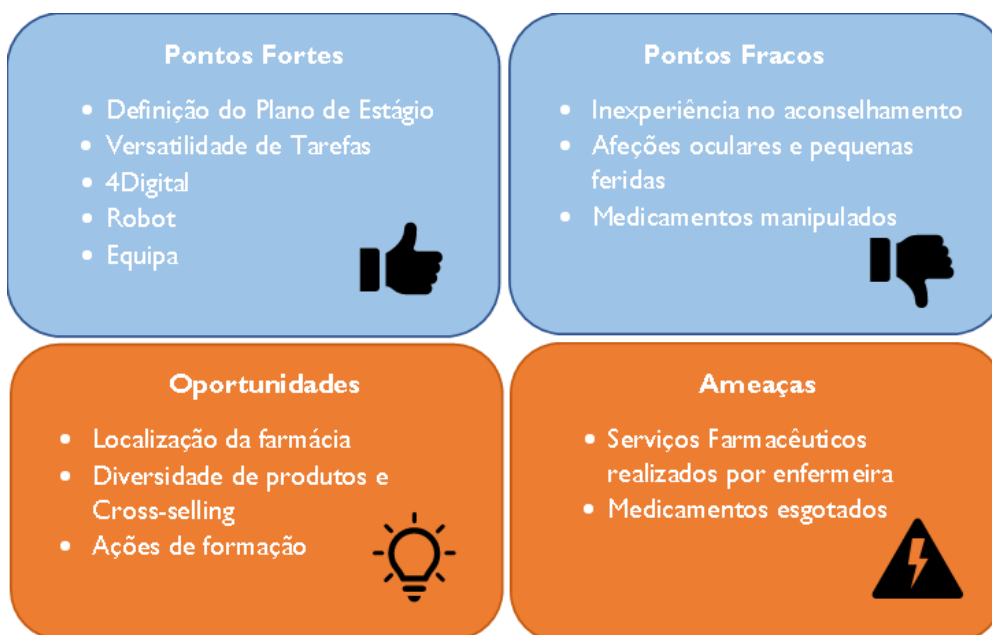 Pontos Fortes
• Definição do Plano de Estágio
• Versatilidade de Tarefas
• 4Digital
• Robot
• Equipa
Pontos Fracos
• Inexperiência no aconselhamento
• Afeções oculares e pequenas
feridas
• Medicamentos manipulados
Oportunidades
• Localização da farmácia
• Diversidade de produtos e
Cross-selling
• Ações de formação
Ameaças
• Serviços Farmacêuticos
realizados por enfermeira
• Medicamentos esgotados